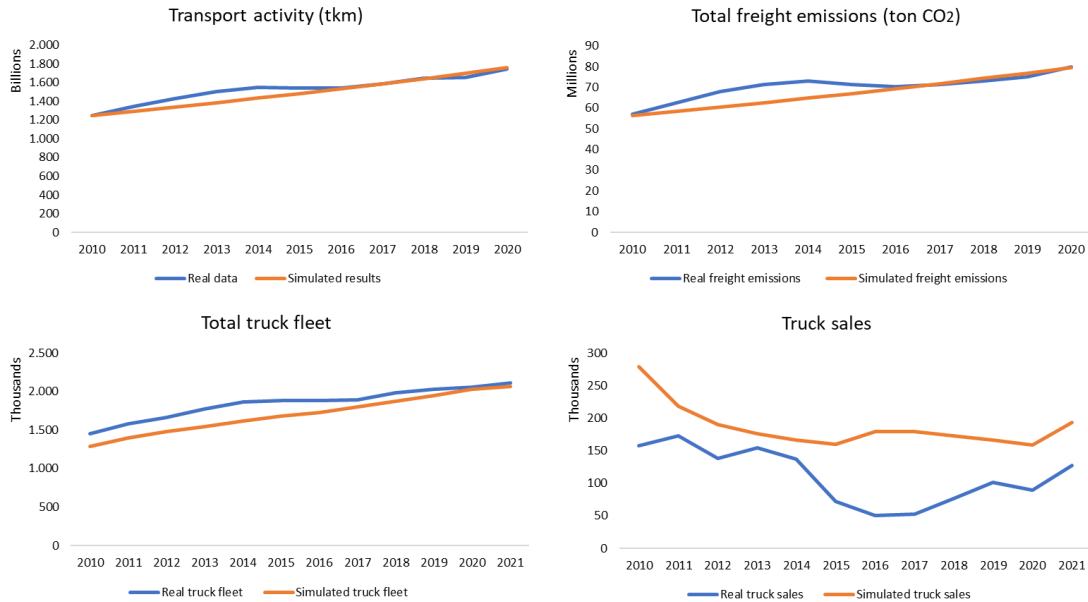 Transport activity (tkm)
Billions
2.000
1.800
1.600
1.400
1.200
1.000
800
600
400
200
0
2010 2011 2012 2013 2014 2015 2016 2017 2018 2019 2020
Real data Simulated results
Total freight emissions (ton CO2)
Millions
90
80
70
60
50
40
30
20
10
0
2010 2011 2012 2013 2014 2015 2016 2017 2018 2019 2020
Real freight emissions Simulated freight emissions
Total truck fleet
Thousands
2.500
2.000
1.500
1.000
500
0
2010 2011 2012 2013 2014 2015 2016 2017 2018 2019 2020 2021
Real truck fleet Simulated truck fleet
Truck sales
Thousands
300
250
200
150
100
50
0
2010 2011 2012 2013 2014 2015 2016 2017 2018 2019 2020 2021
Real truck sales Simulated truck sales